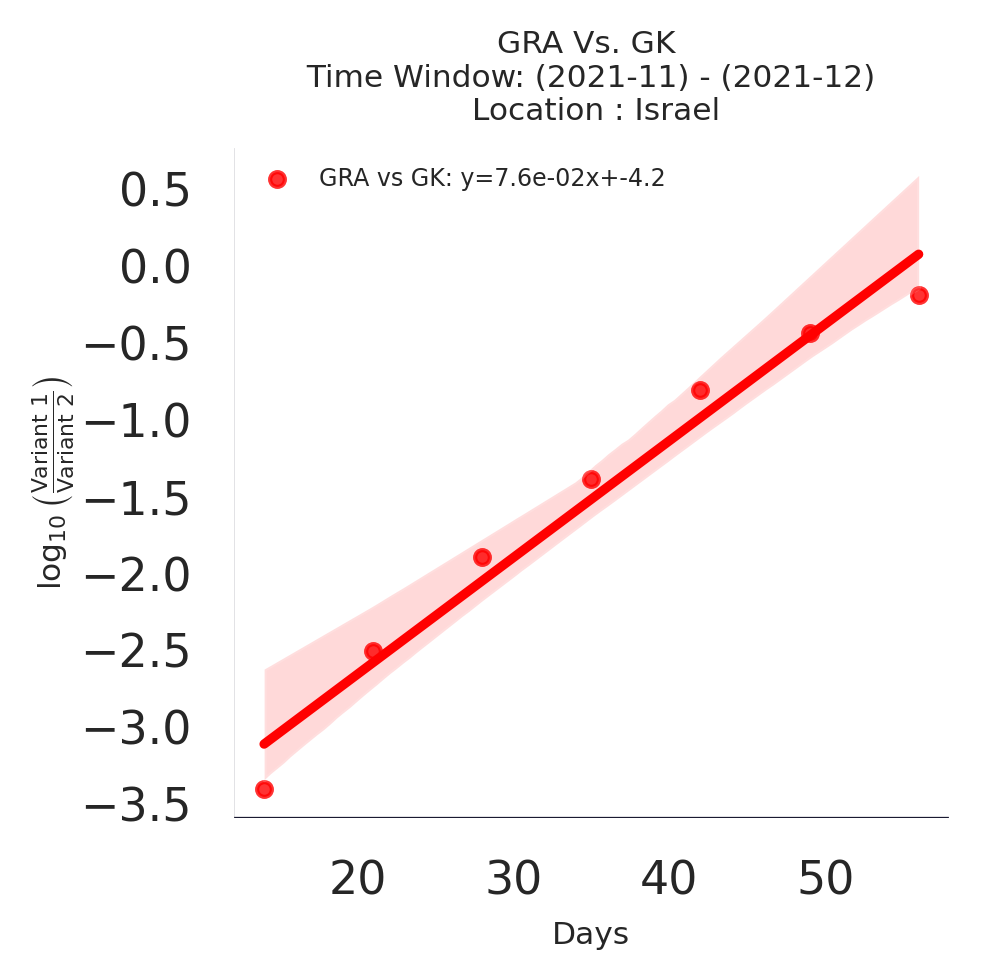 GRA Vs. GK
Time Window: (2021-11) - (2021-12)
Location : Israel
GRA vs GK: y=7.6e-02x+-4.2
0.5
0.0
−0.5
−1.0
−1.5
−2.0
−2.5
−3.0
−3.5
log₁₀ (Variant 1 / Variant 2)
20 30 40 50
Days